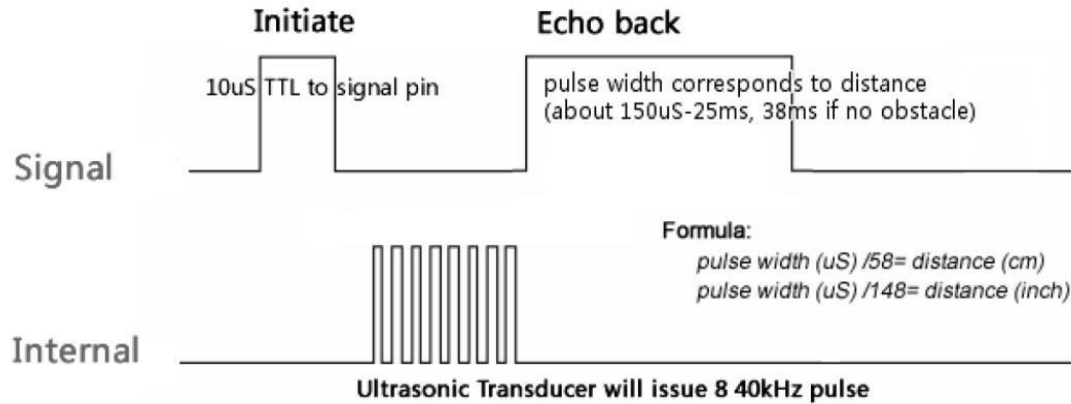 Initiate
Echo back
10uS TTL to signal pin
pulse width corresponds to distance
(about 150uS-25ms, 38ms if no obstacle)
Signal
Formula:
pulse width (uS) /58= distance (cm)
pulse width (uS) /148= distance (inch)
Internal
Ultrasonic Transducer will issue 8 40kHz pulse